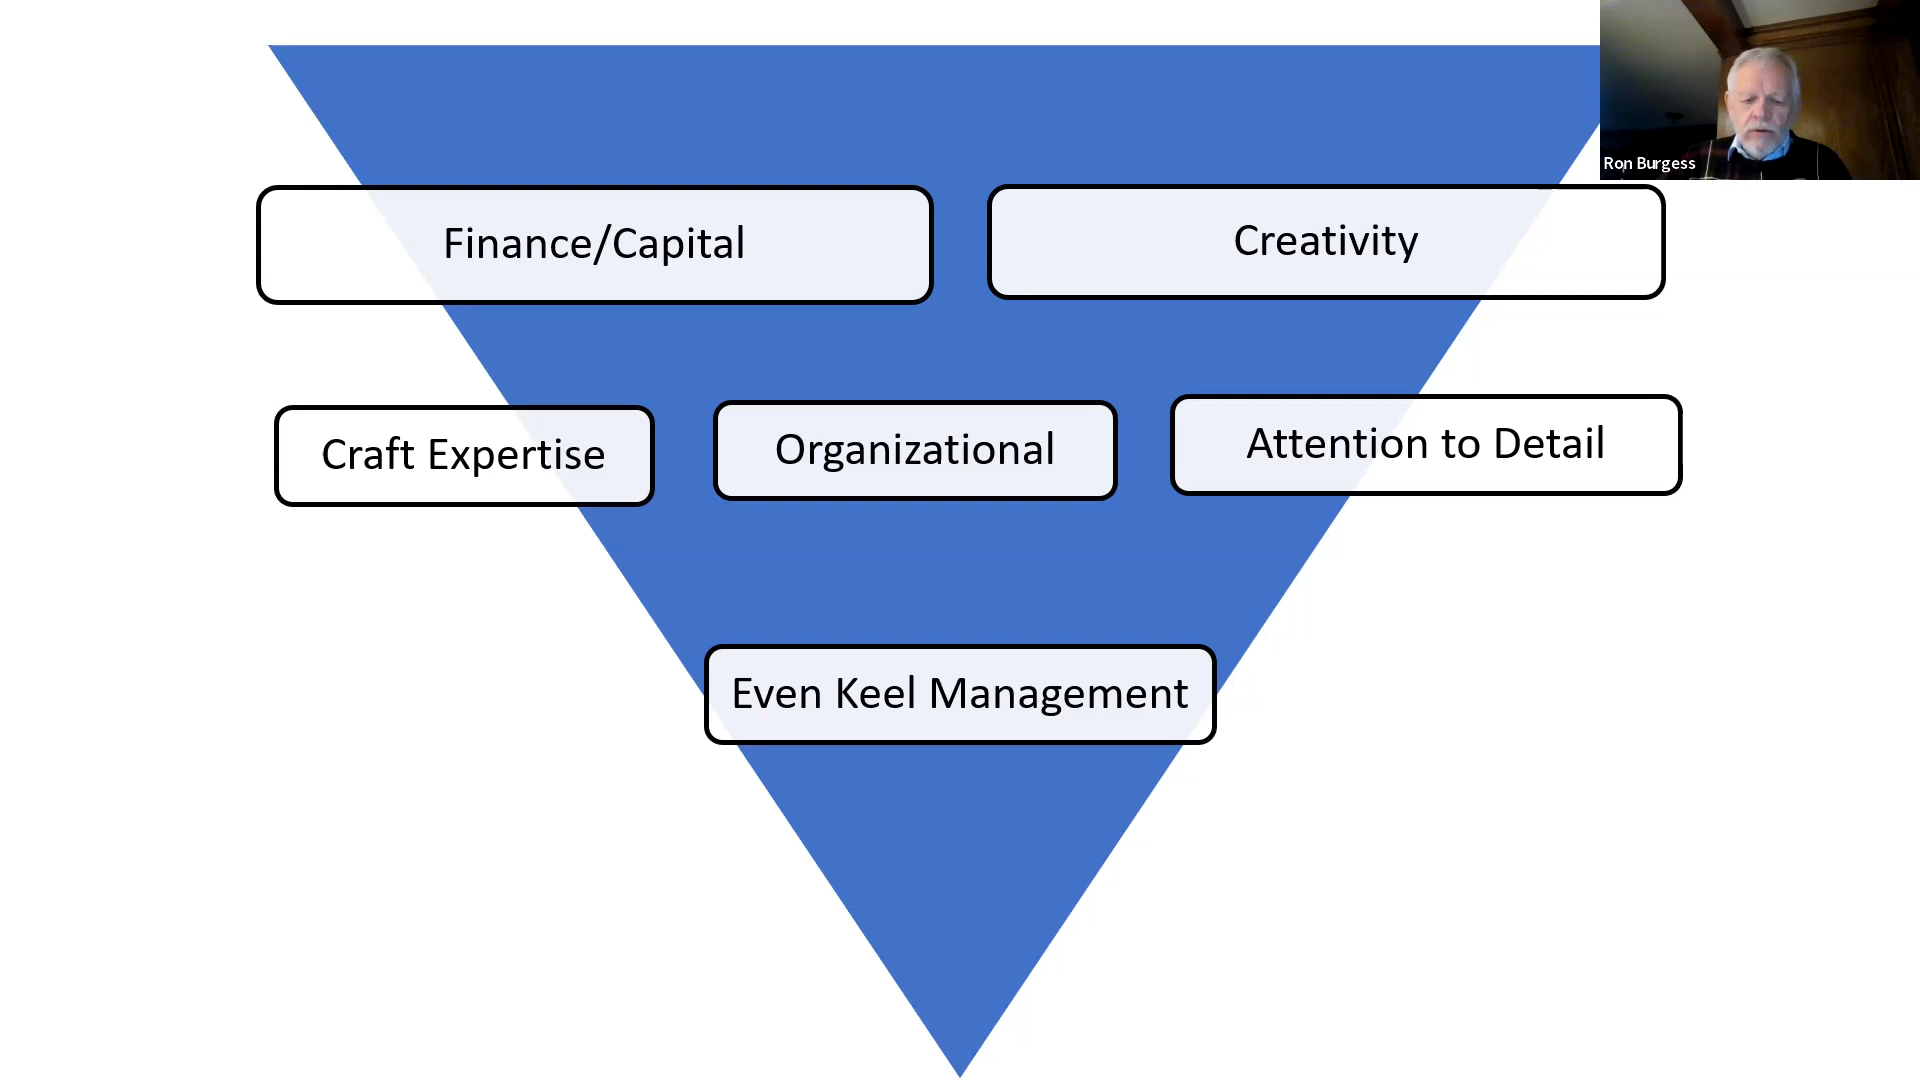 Ron Burgess
Finance/Capital
Creativity
Craft Expertise
Organizational
Attention to Detail
Even Keel Management